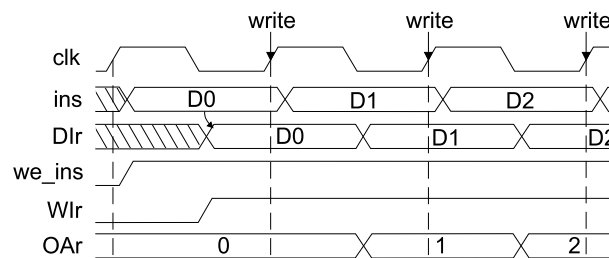 write write write
clk
ins D0 D1 D2
DIr D0 D1 D2
we_ins
WIr
OAr 0 1 2